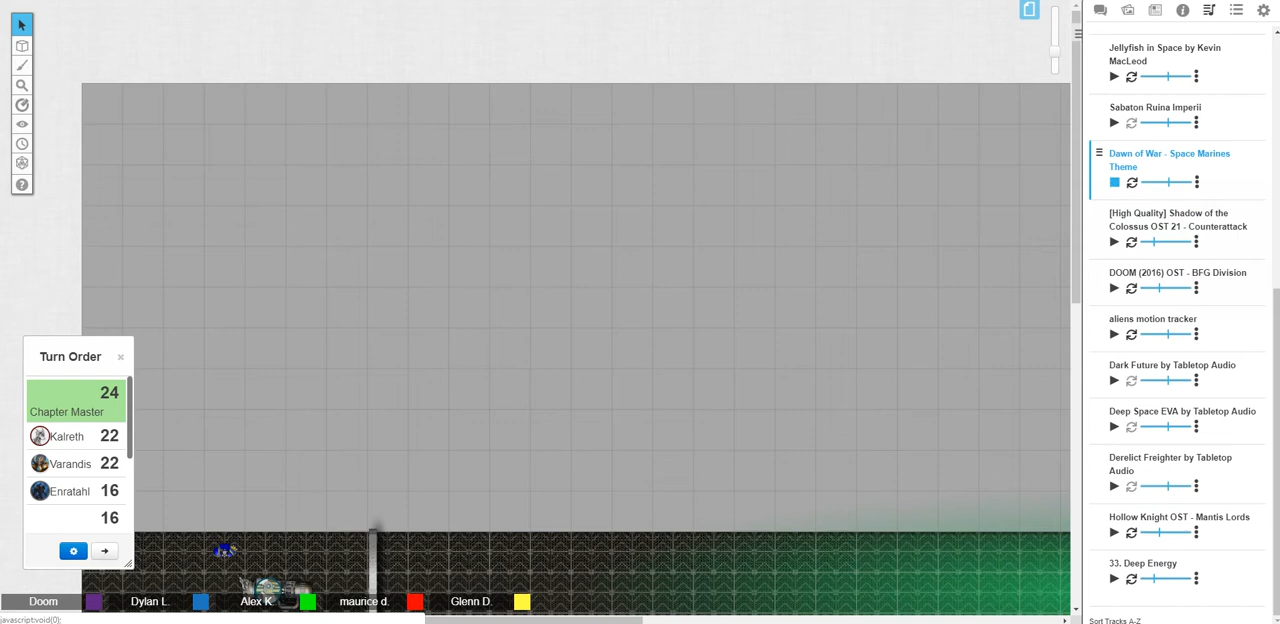 Jellyfish in Space by Kevin
MacLeod
Sabaton Ruina Imperii
Dawn of War - Space Marines
Theme
[High Quality] Shadow of the
Colossus OST 21 - Counterattack
DOOM (2016) OST - BFG Division
aliens motion tracker
Dark Future by Tabletop Audio
Deep Space EVA by Tabletop Audio
Derelict Freighter by Tabletop
Audio
Hollow Knight OST - Mantis Lords
33. Deep Energy
Sort Tracks A-Z
Turn Order ×
24
Chapter Master
Kalreth 22
Varandis 22
Enratahl 16
16
Doom Dylan L. Alex K. maurice d. Glenn D.
javascript:void(0);